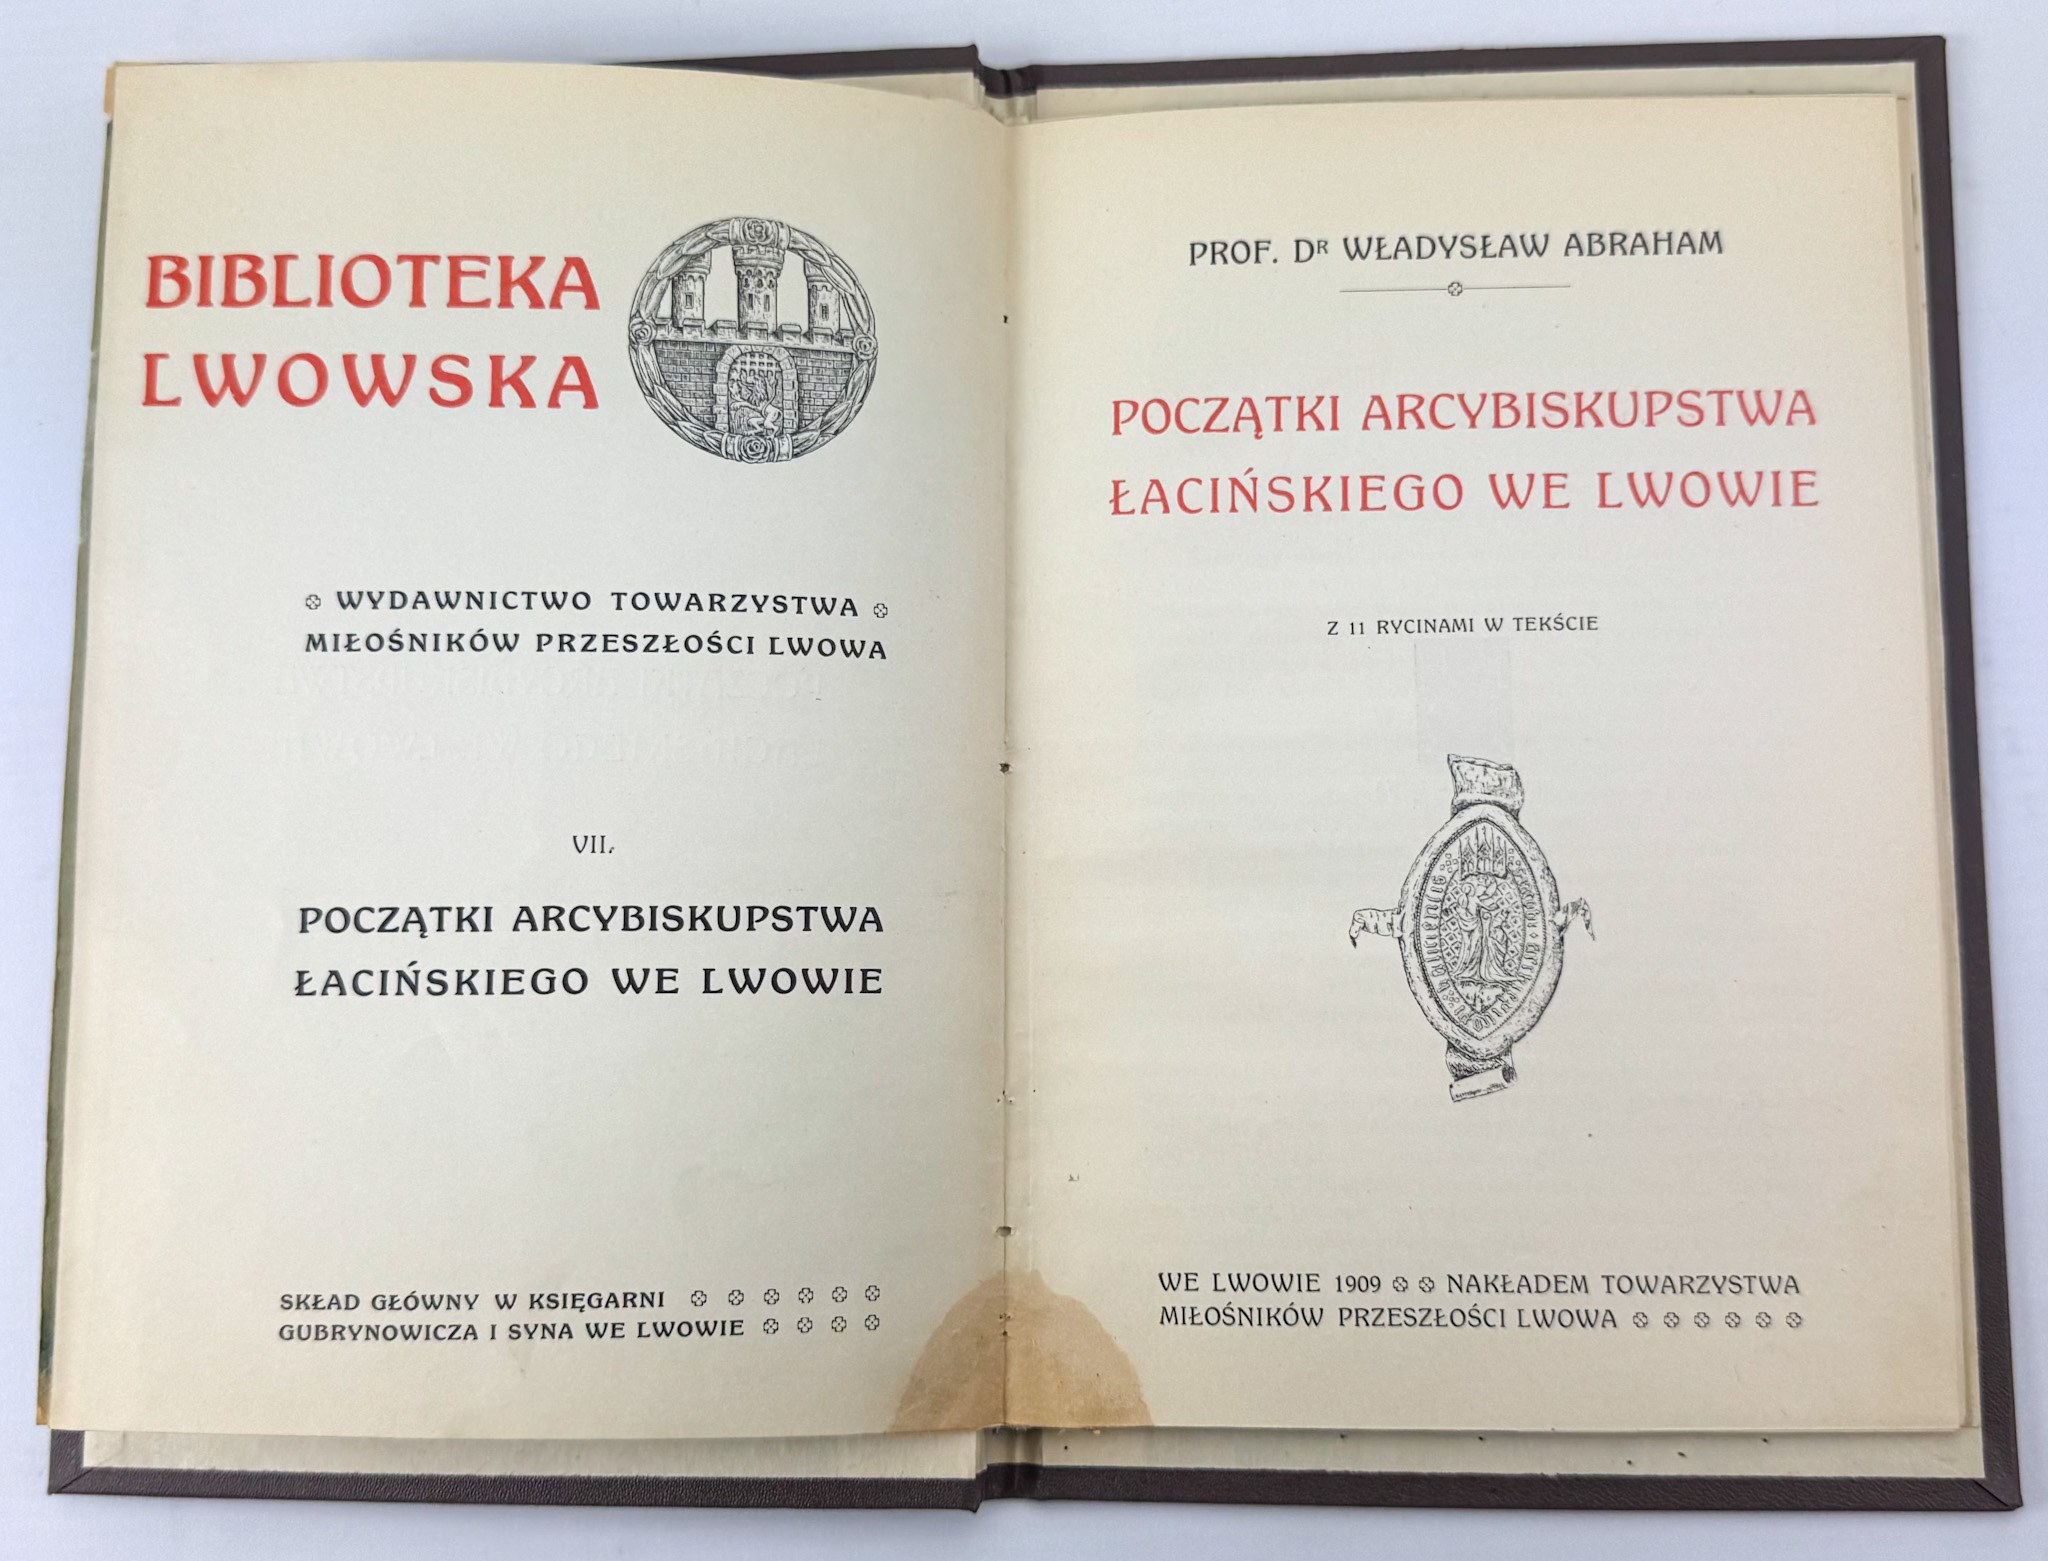 BIBLIOTEKA
LWOWSKA
WYDAWNICTWO TOWARZYSTWA
MIŁOŚNIKÓW PRZESZŁOŚCI LWOWA
VII.
POCZĄTKI ARCYBISKUPSTWA
ŁACIŃSKIEGO WE LWOWIE
SKŁAD GŁÓWNY W KSIĘGARNI
GUBRYNOWICZA I SYNA WE LWOWIE
PROF. DR WŁADYSŁAW ABRAHAM
POCZĄTKI ARCYBISKUPSTWA
ŁACIŃSKIEGO WE LWOWIE
Z 11 RYCINAMI W TEKŚCIE
WE LWOWIE 1909 NAKŁADEM TOWARZYSTWA
MIŁOŚNIKÓW PRZESZŁOŚCI LWOWA